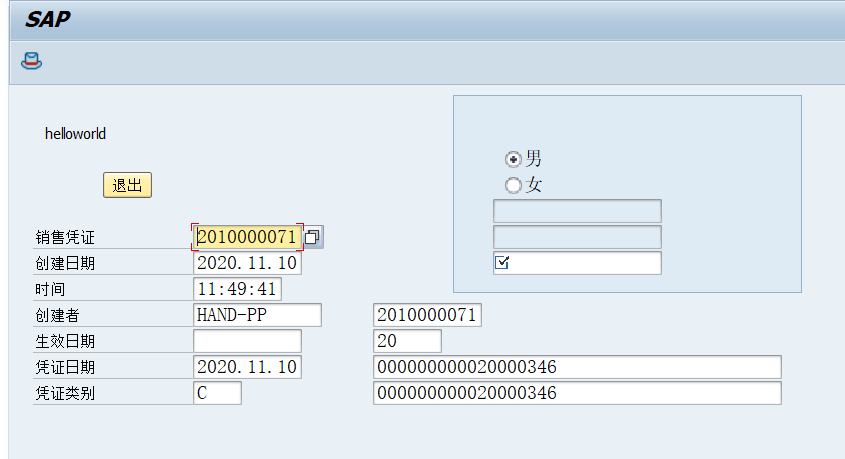 SAP
helloworld
男
退出
女
销售凭证 2010000071
创建日期 2020.11.10
时间 11:49:41
创建者 HAND-PP 2010000071
生效日期 20
凭证日期 2020.11.10 000000000020000346
凭证类别 C 000000000020000346